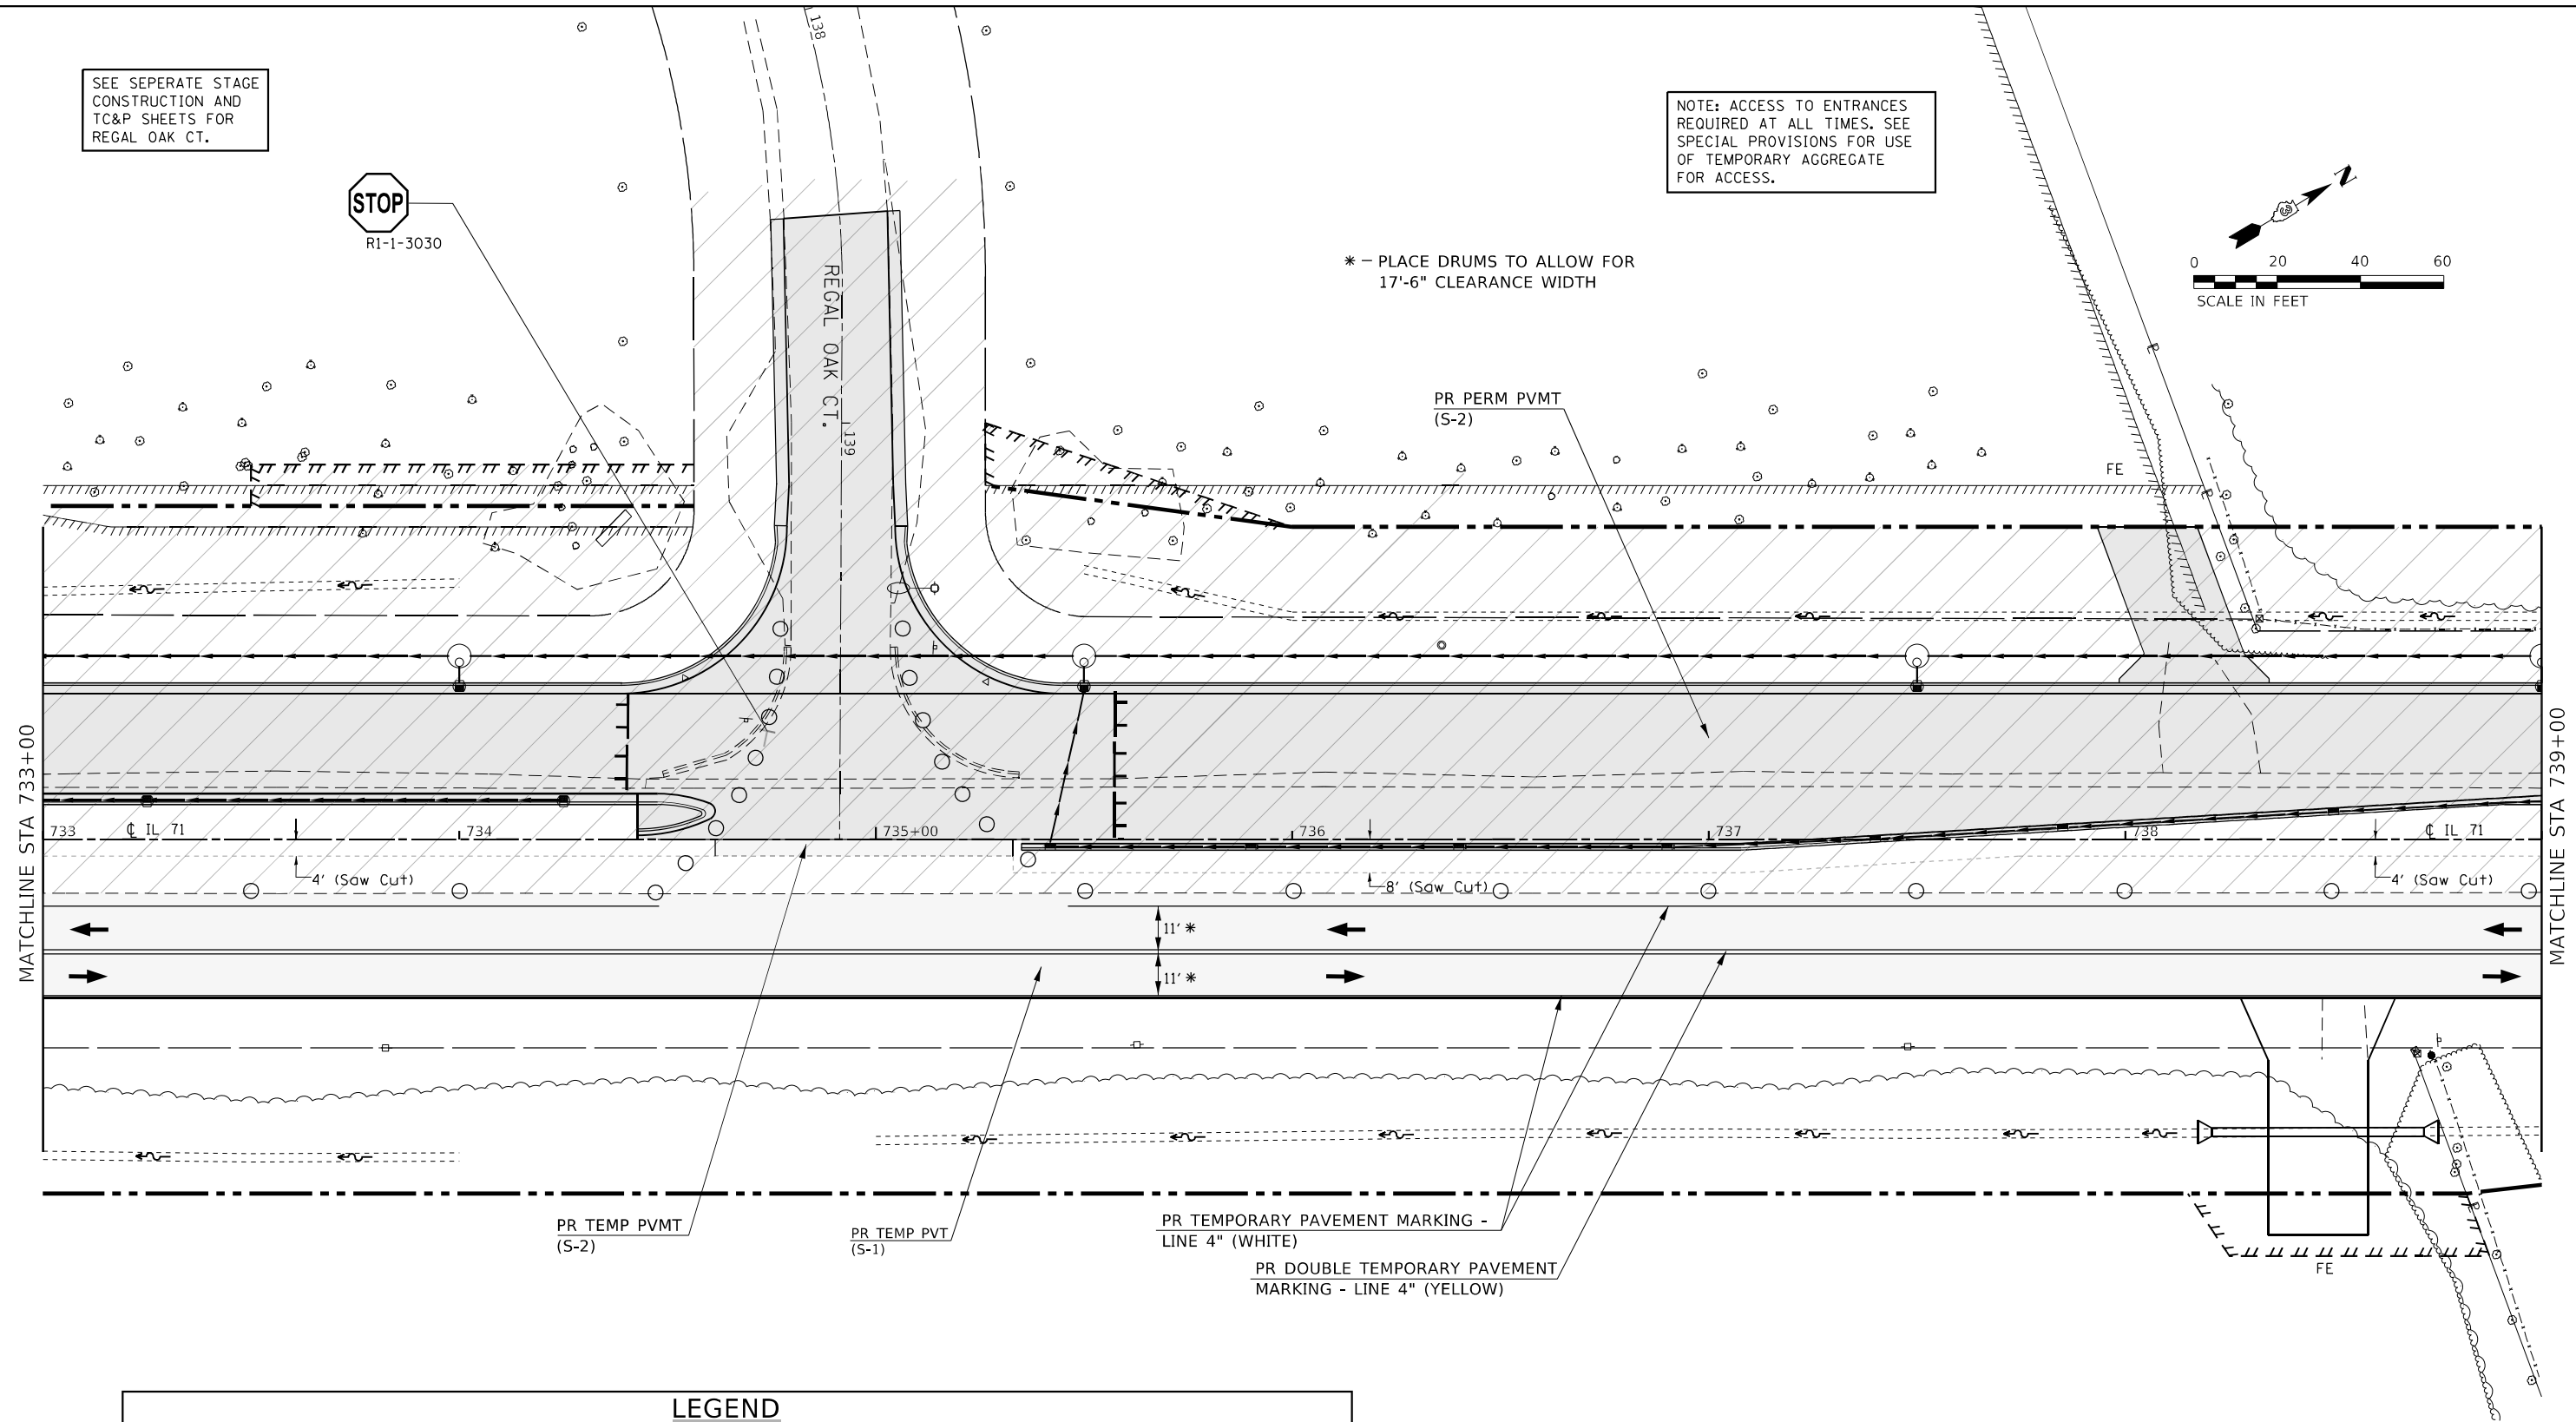 138
SEE SEPERATE STAGE
CONSTRUCTION AND
TC&P SHEETS FOR
REGAL OAK CT.
NOTE: ACCESS TO ENTRANCES
REQUIRED AT ALL TIMES. SEE
SPECIAL PROVISIONS FOR USE
OF TEMPORARY AGGREGATE
FOR ACCESS.
STOP
R1-1-3030
N
* – PLACE DRUMS TO ALLOW FOR
17'-6" CLEARANCE WIDTH
0 20 40 60
SCALE IN FEET
REGAL OAK CT.
139
E
PR PERM PVMT
(S-2)
FE
E
MATCHLINE STA 733+00
MATCHLINE STA 739+00
733
℄ IL 71
734
735+00
736
737
738
℄ IL 71
4' (Saw Cut)
8' (Saw Cut)
4' (Saw Cut)
11' *
11' *
PR TEMP PVMT
(S-2)
PR TEMP PVT
(S-1)
PR TEMPORARY PAVEMENT MARKING -
LINE 4" (WHITE)
PR DOUBLE TEMPORARY PAVEMENT
MARKING - LINE 4" (YELLOW)
E
FE
LEGEND